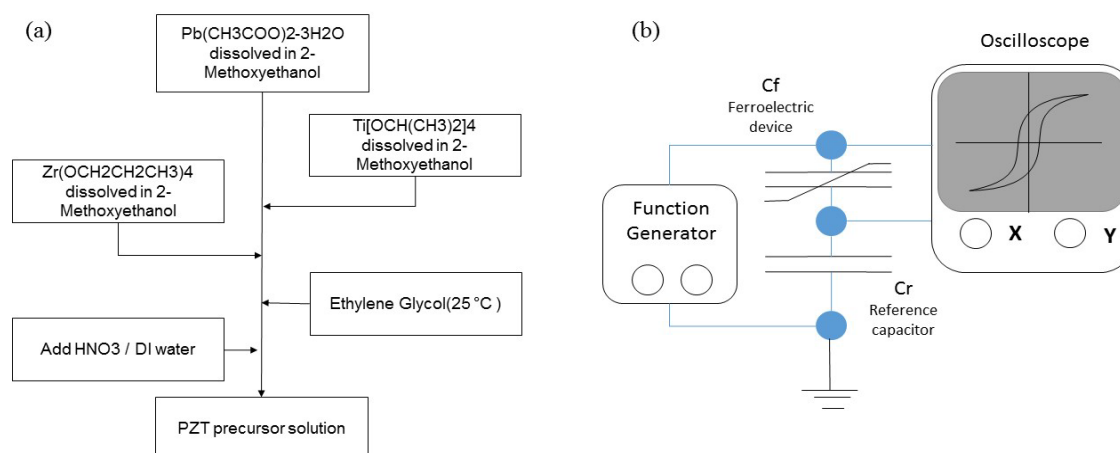 (a)
Pb(CH3COO)2-3H2O
dissolved in 2-
Methoxyethanol
Ti[OCH(CH3)2]4
dissolved in 2-
Methoxyethanol
Zr(OCH2CH2CH3)4
dissolved in 2-
Methoxyethanol
Ethylene Glycol(25 °C )
Add HNO3 / DI water
PZT precursor solution
(b)
Oscilloscope
Cf
Ferroelectric
device
Function
Generator
X
Y
Cr
Reference
capacitor